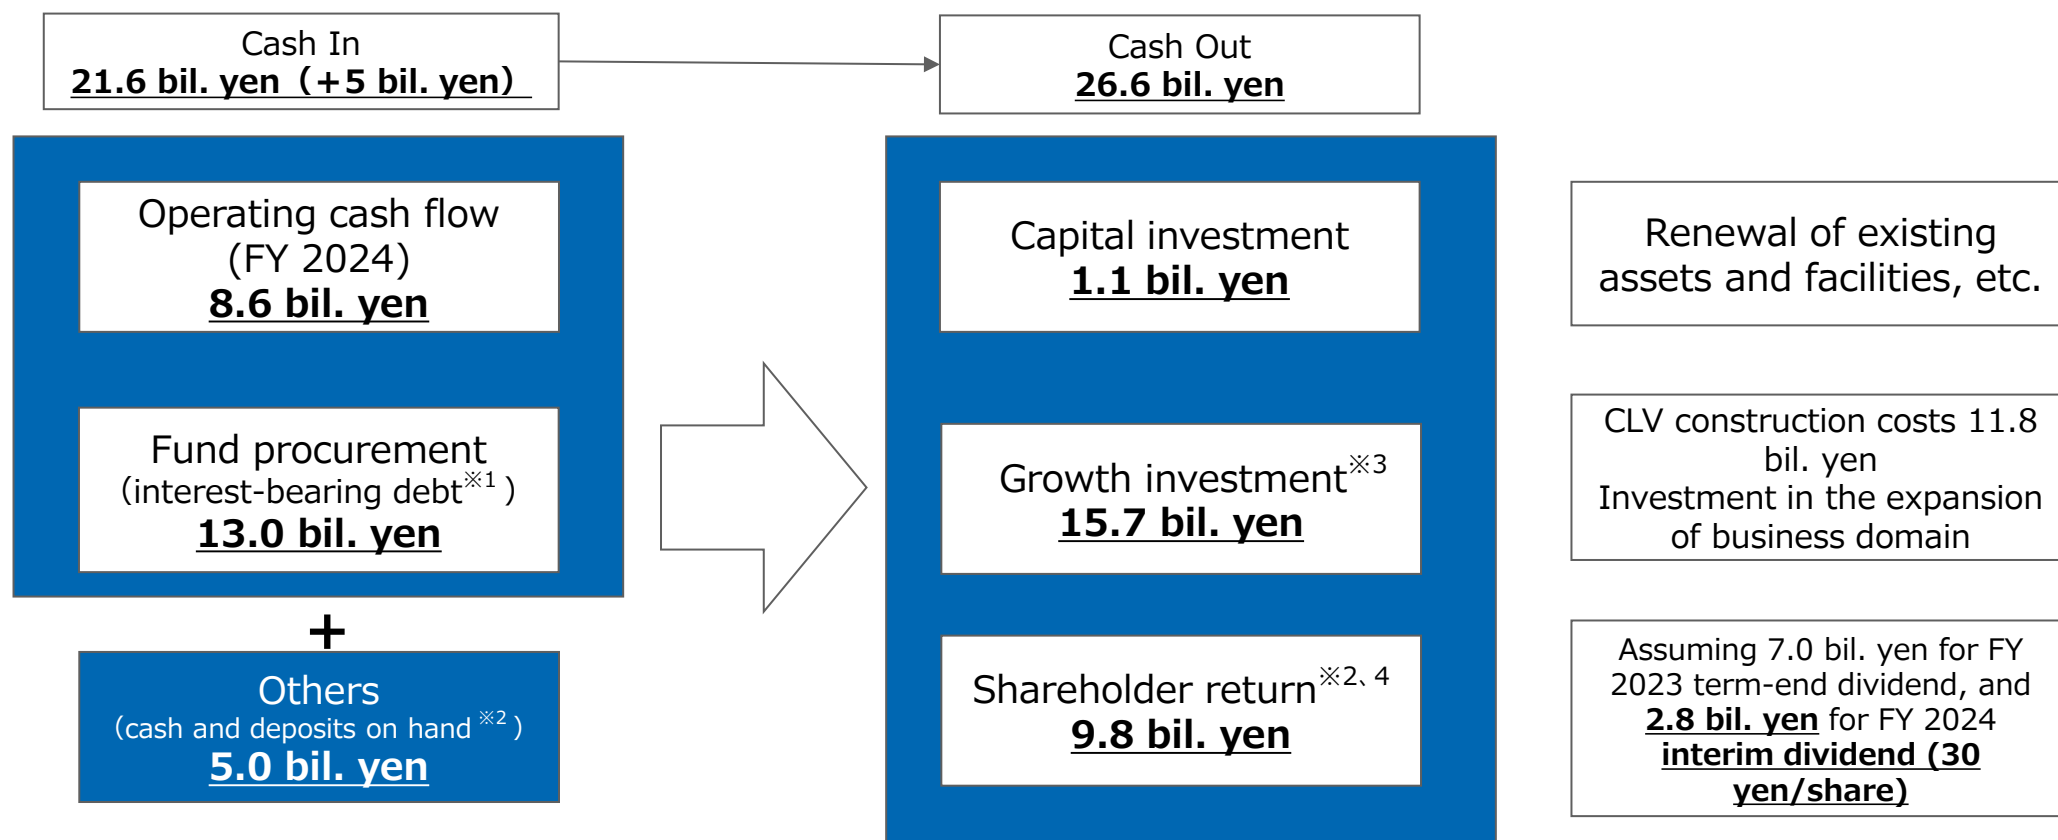 Cash In
21.6 bil. yen（+5 bil. yen）
Cash Out
26.6 bil. yen
Operating cash flow
(FY 2024)
8.6 bil. yen
Fund procurement
（interest-bearing debt※1）
13.0 bil. yen
+
Others
（cash and deposits on hand※2）
5.0 bil. yen
Capital investment
1.1 bil. yen
Growth investment※3
15.7 bil. yen
Shareholder return※2、4
9.8 bil. yen
Renewal of existing
assets and facilities, etc.
CLV construction costs 11.8
bil. yen
Investment in the expansion
of business domain
Assuming 7.0 bil. yen for FY
2023 term-end dividend, and
2.8 bil. yen for FY 2024
interim dividend (30
yen/share)